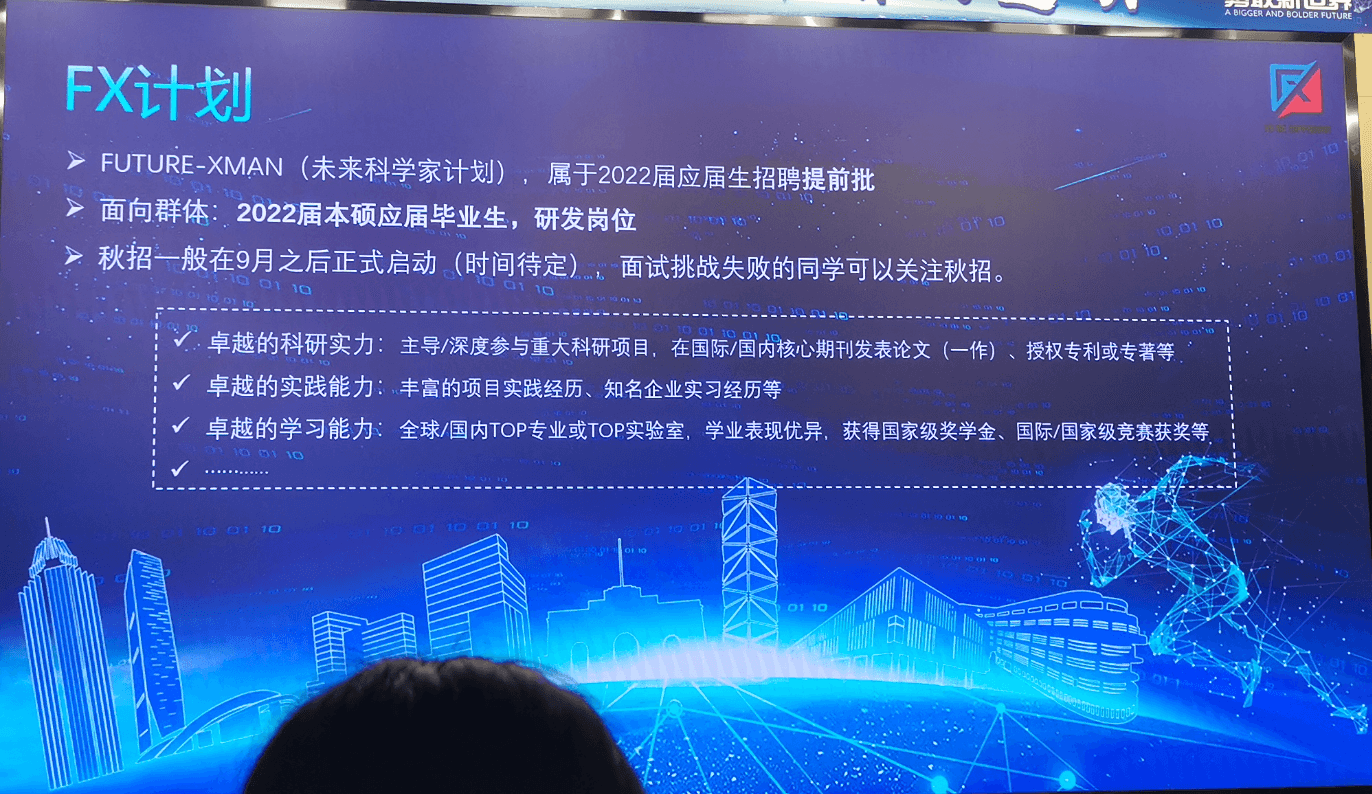 A BIGGER AND BOLDER FUTURE
FX计划
FX
➢ FUTURE-XMAN（未来科学家计划），属于2022届应届生招聘提前批
➢ 面向群体：2022届本硕应届毕业生，研发岗位
➢ 秋招一般在9月之后正式启动（时间待定），面试挑战失败的同学可以关注秋招。
✓ 卓越的科研实力：主导/深度参与重大科研项目，在国际/国内核心期刊发表论文（一作）、授权专利或专著等
✓ 卓越的实践能力：丰富的项目实践经历、知名企业实习经历等
✓ 卓越的学习能力：全球/国内TOP专业或TOP实验室，学业表现优异，获得国家级奖学金、国际/国家级竞赛获奖等
✓ …………